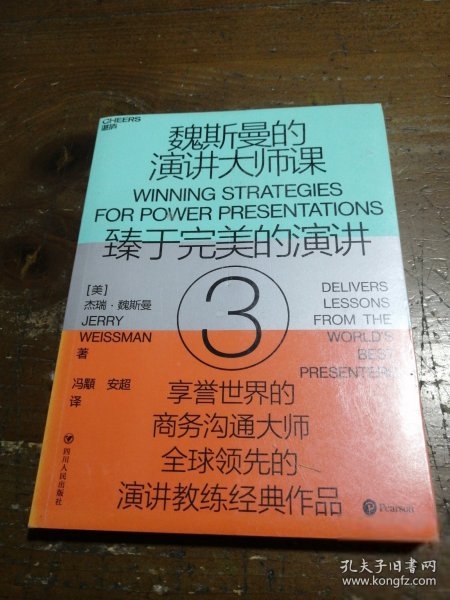 CHEERS
湛庐
魏斯曼的
演讲大师课
WINNING STRATEGIES
FOR POWER PRESENTATIONS
臻于完美的演讲
[美]
杰瑞·魏斯曼
JERRY
WEISSMAN
著
3
DELIVERS
LESSONS
FROM THE
WORLD'S
BEST
PRESENTERS
冯颙 安超
译
享誉世界的
商务沟通大师
全球领先的
演讲教练经典作品
四川人民出版社
Pearson
孔夫子旧书网
www.kongfz.com